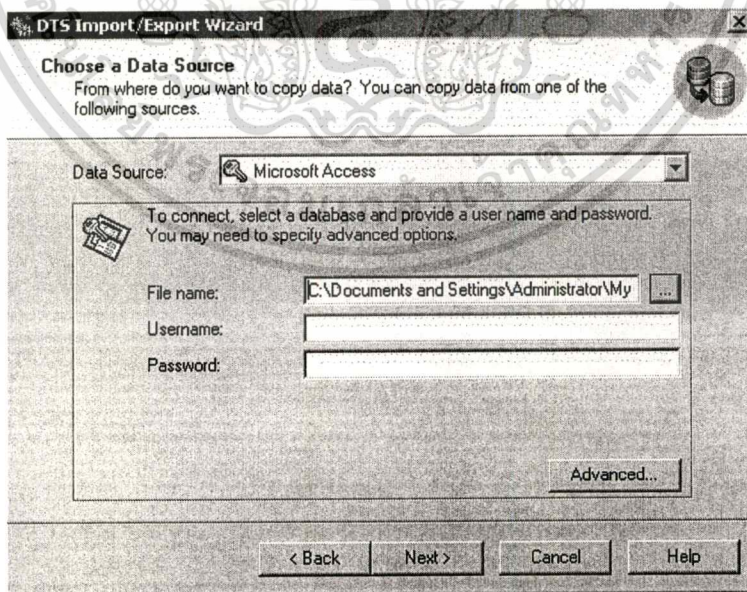 DTS Import/Export Wizard
Choose a Data Source
From where do you want to copy data? You can copy data from one of the
following sources.
Data Source: Microsoft Access
To connect, select a database and provide a user name and password.
You may need to specify advanced options.
File name: C:\Documents and Settings\Administrator\My ...
Username:
Password:
Advanced...
< Back Next > Cancel Help